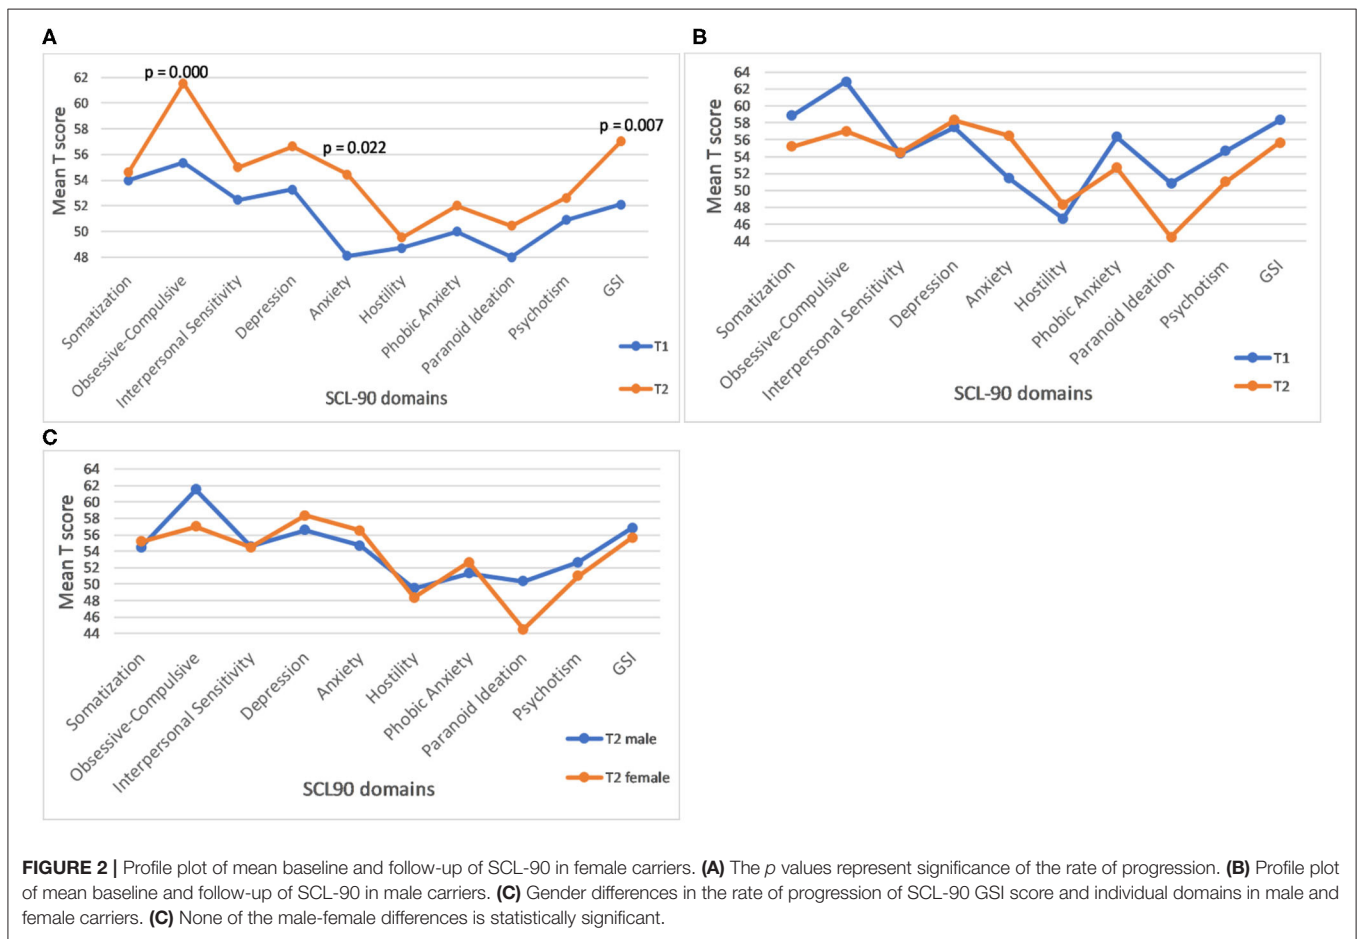 A
Mean T score
62
60
58
56
54
52
50
48
p = 0.000
p = 0.022
p = 0.007
Somatization
Obsessive-Compulsive
Interpersonal Sensitivity
Depression
Anxiety
Hostility
Phobic Anxiety
Paranoid Ideation
Psychotism
GSI
T1
T2
SCL-90 domains
B
Mean T score
64
62
60
58
56
54
52
50
48
46
44
Somatization
Obsessive-Compulsive
Interpersonal Sensitivity
Depression
Anxiety
Hostility
Phobic Anxiety
Paranoid Ideation
Psychotism
GSI
T1
T2
SCL-90 domains
C
Mean T score
64
62
60
58
56
54
52
50
48
46
44
Somatization
Obsessive-Compulsive
Interpersonal Sensitivity
Depression
Anxiety
Hostility
Phobic Anxiety
Paranoid Ideation
Psychotism
GSI
T2 male
T2 female
SCL90 domains
FIGURE 2 | Profile plot of mean baseline and follow-up of SCL-90 in female carriers. (A) The p values represent significance of the rate of progression. (B) Profile plot
of mean baseline and follow-up of SCL-90 in male carriers. (C) Gender differences in the rate of progression of SCL-90 GSI score and individual domains in male and
female carriers. (C) None of the male-female differences is statistically significant.